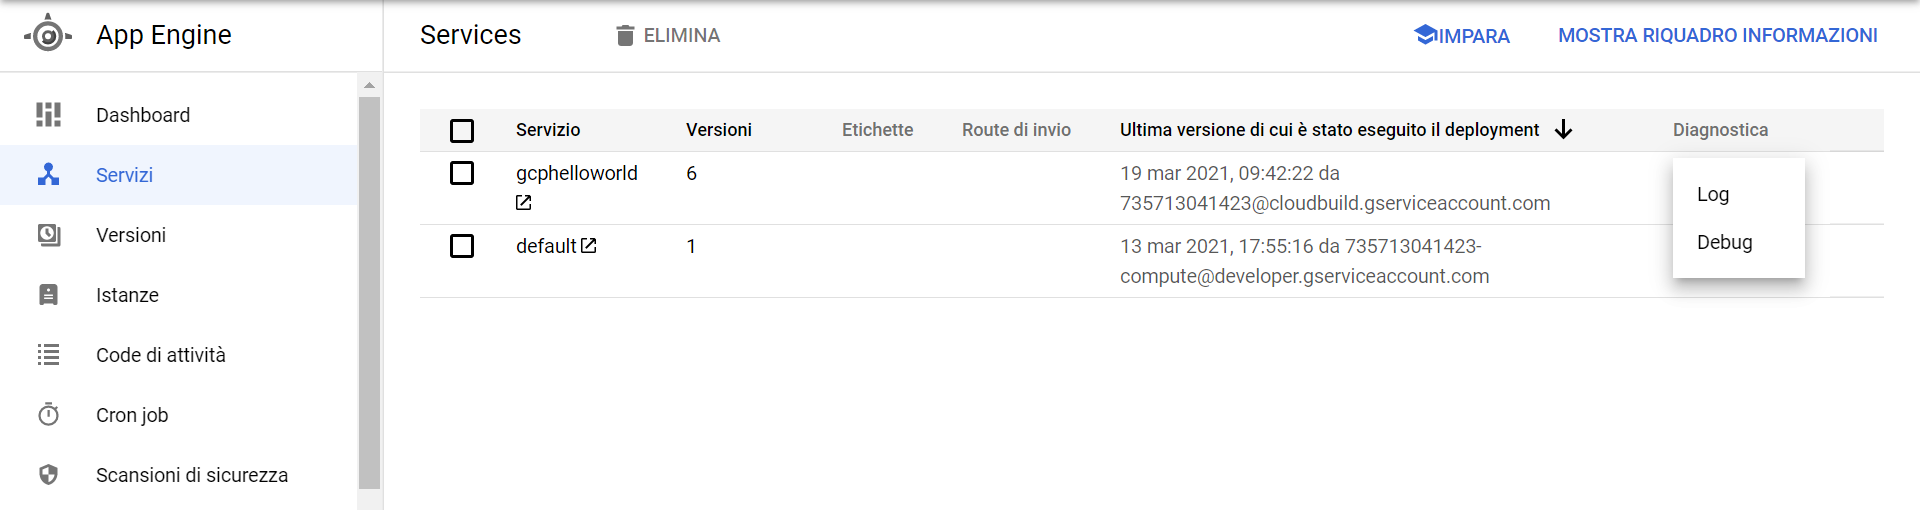 App Engine
Services
ELIMINA
IMPARA
MOSTRA RIQUADRO INFORMAZIONI
Dashboard
Servizi
Versioni
Istanze
Code di attività
Cron job
Scansioni di sicurezza
Servizio
Versioni
Etichette
Route di invio
Ultima versione di cui è stato eseguito il deployment
Diagnostica
gcphelloworld
6
19 mar 2021, 09:42:22 da
735713041423@cloudbuild.gserviceaccount.com
default
1
13 mar 2021, 17:55:16 da 735713041423-
compute@developer.gserviceaccount.com
Log
Debug